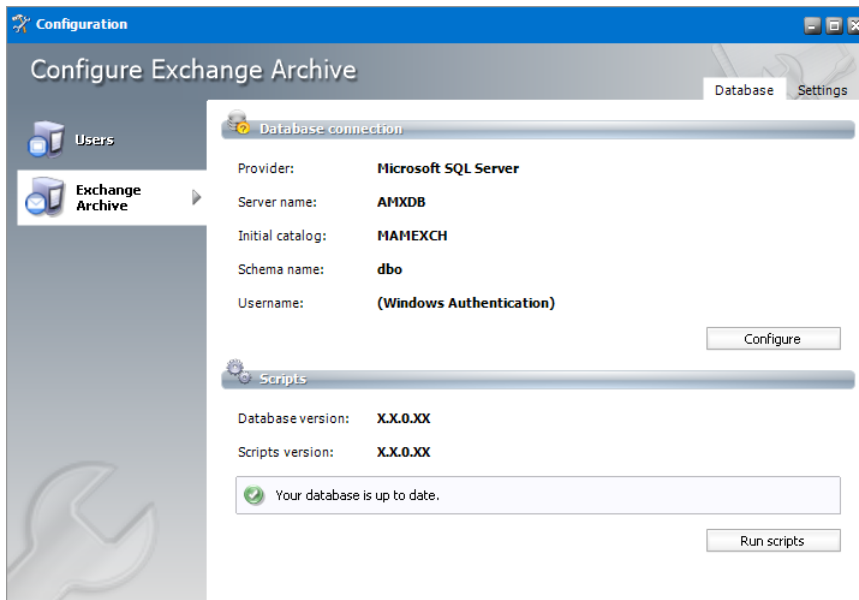 Configuration
Configure Exchange Archive
Database Settings
Users
Exchange
Archive
Database connection
Provider: Microsoft SQL Server
Server name: AMXDB
Initial catalog: MAMEXCH
Schema name: dbo
Username: (Windows Authentication)
Configure
Scripts
Database version: X.X.0.XX
Scripts version: X.X.0.XX
Your database is up to date.
Run scripts